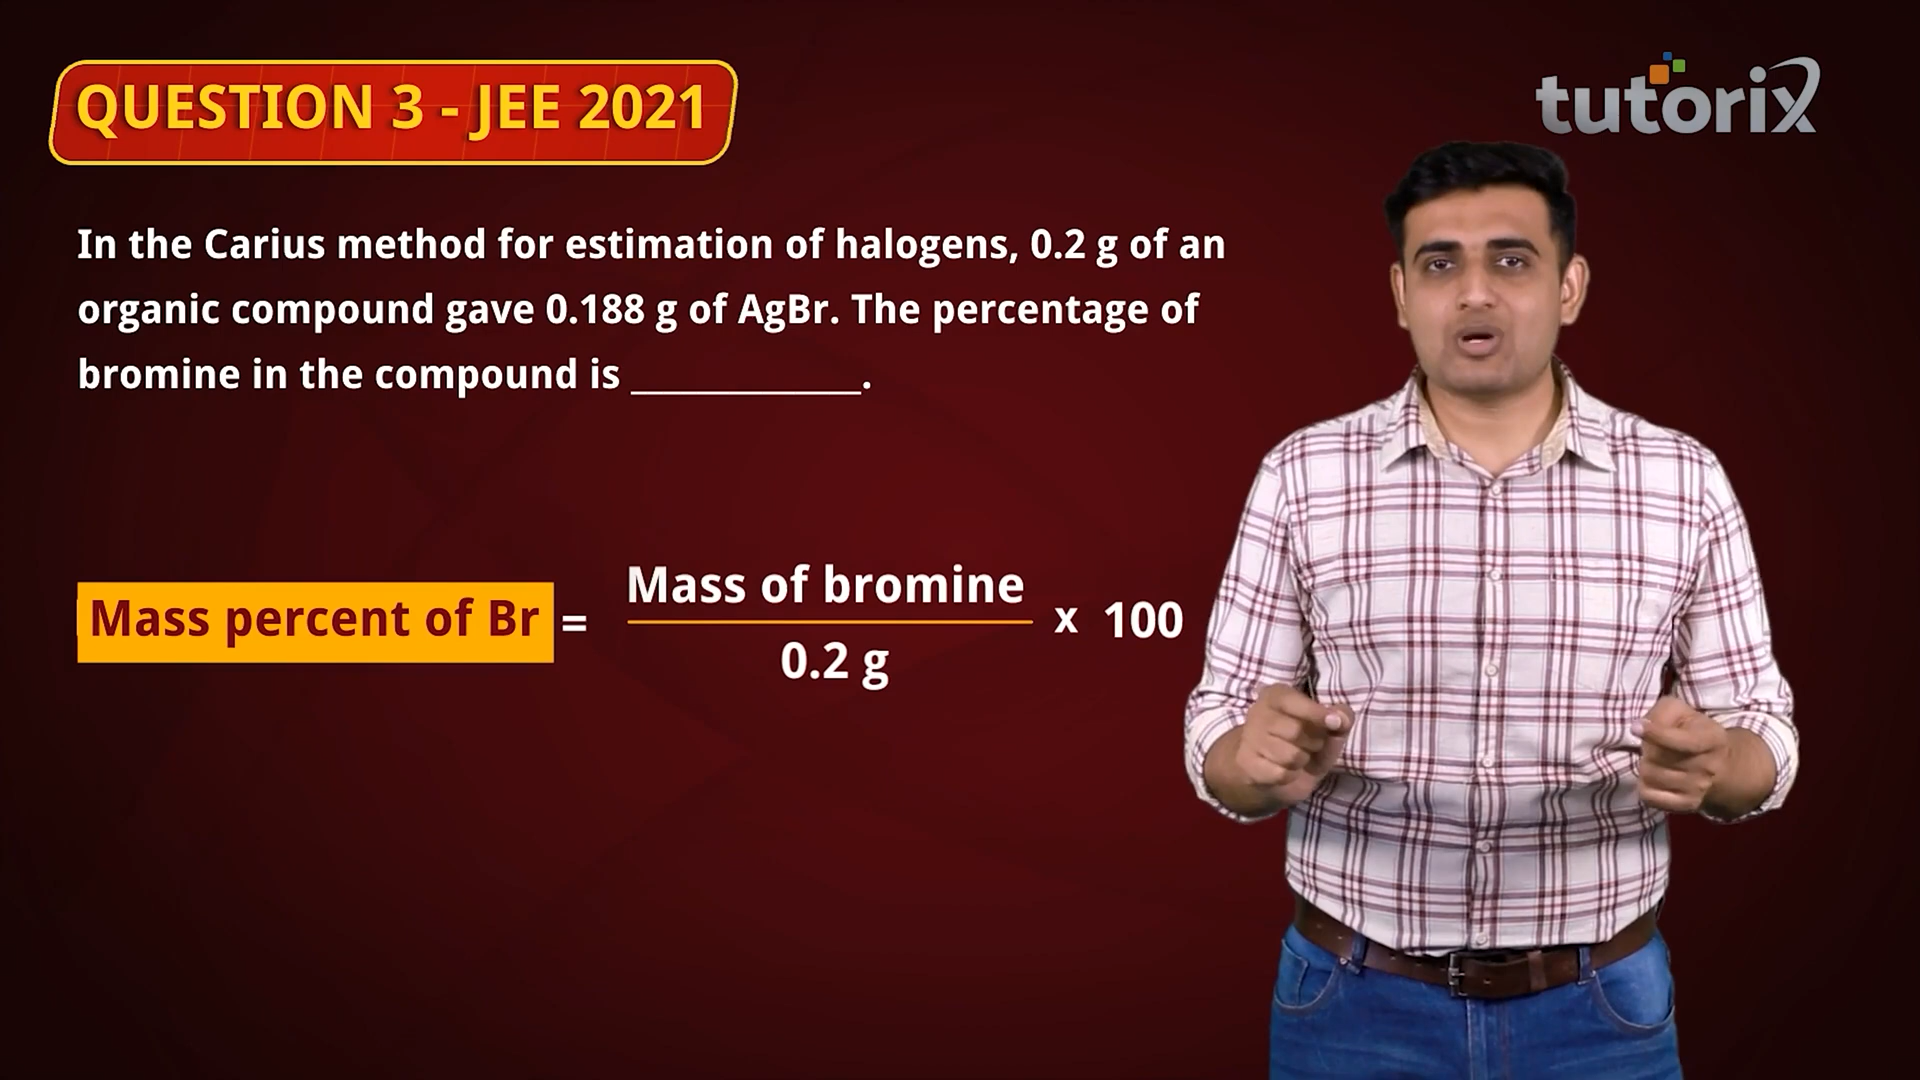 QUESTION 3 - JEE 2021
tutorix
In the Carius method for estimation of halogens, 0.2 g of an
organic compound gave 0.188 g of AgBr. The percentage of
bromine in the compound is ____________.
Mass percent of Br = Mass of bromine x 100
0.2 g